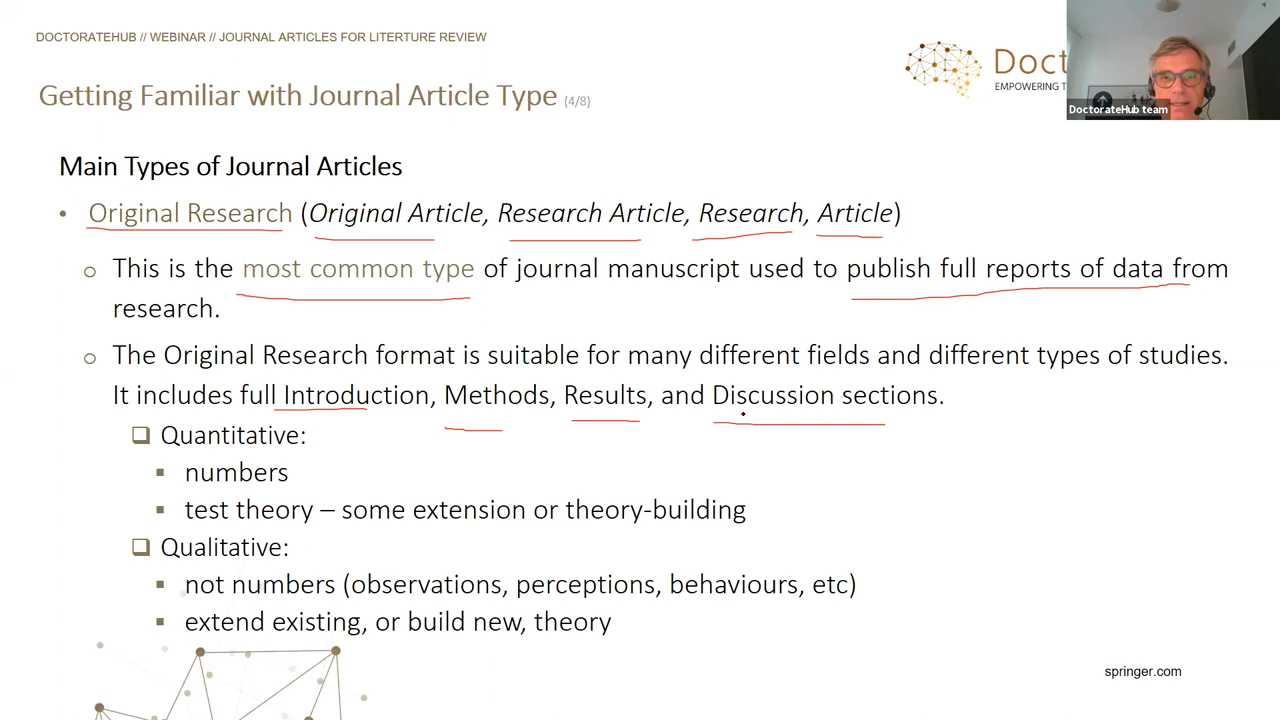 DOCTORATEHUB // WEBINAR // JOURNAL ARTICLES FOR LITERTURE REVIEW
Getting Familiar with Journal Article Type (4/8)
Doct
EMPOWERING T
DoctorateHub team
Main Types of Journal Articles
• Original Research (Original Article, Research Article, Research, Article)
o This is the most common type of journal manuscript used to publish full reports of data from
research.
o The Original Research format is suitable for many different fields and different types of studies.
It includes full Introduction, Methods, Results, and Discussion sections.
❑ Quantitative:
▪ numbers
▪ test theory – some extension or theory-building
❑ Qualitative:
▪ not numbers (observations, perceptions, behaviours, etc)
▪ extend existing, or build new, theory
springer.com